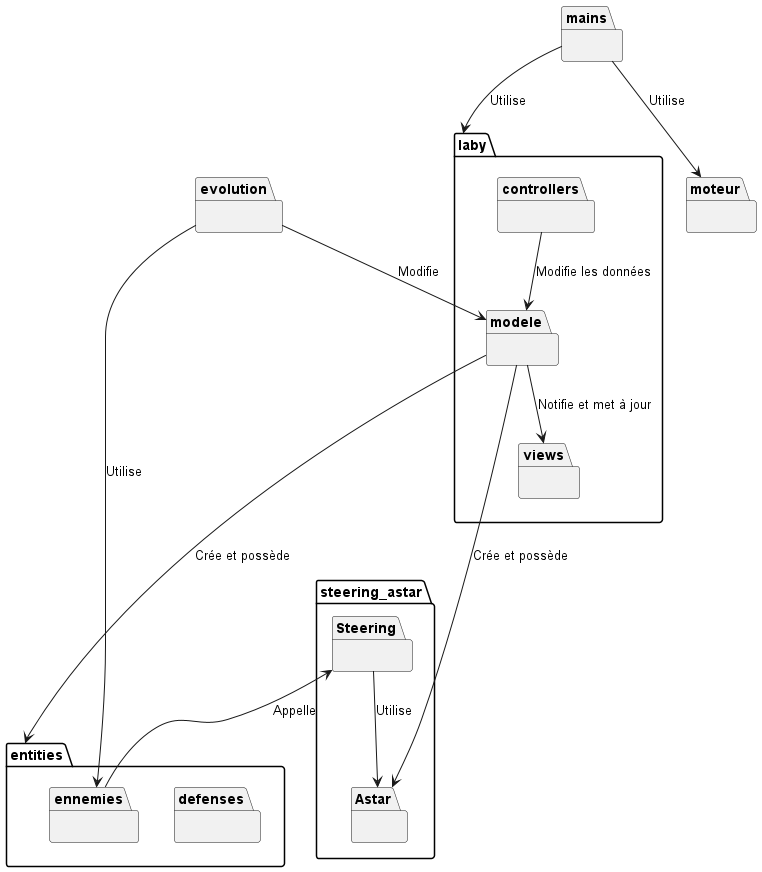 mains
Utilise
Utilise
laby
evolution
controllers
moteur
Modifie
Modifie les données
modele
Notifie et met à jour
views
Utilise
Crée et possède
Crée et possède
steering_astar
Steering
Appelle
Utilise
entities
ennemies
defenses
Astar